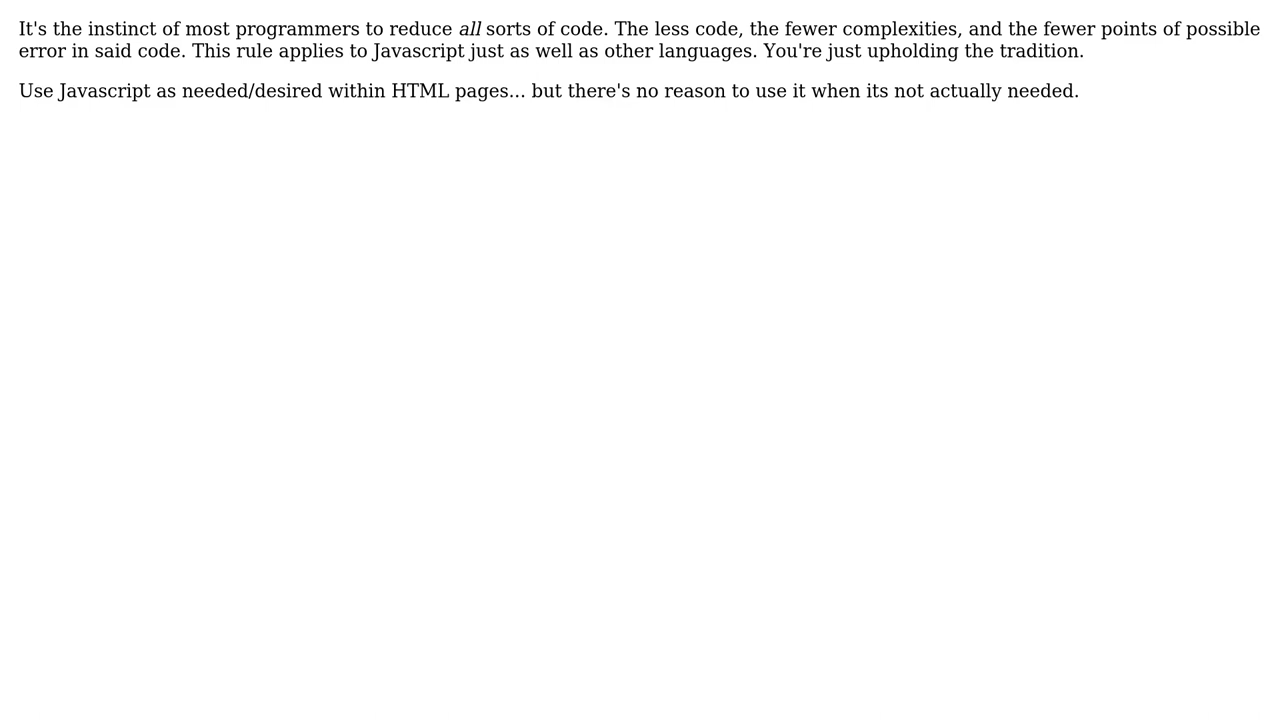 It's the instinct of most programmers to reduce all sorts of code. The less code, the fewer complexities, and the fewer points of possible
error in said code. This rule applies to Javascript just as well as other languages. You're just upholding the tradition.
Use Javascript as needed/desired within HTML pages... but there's no reason to use it when its not actually needed.